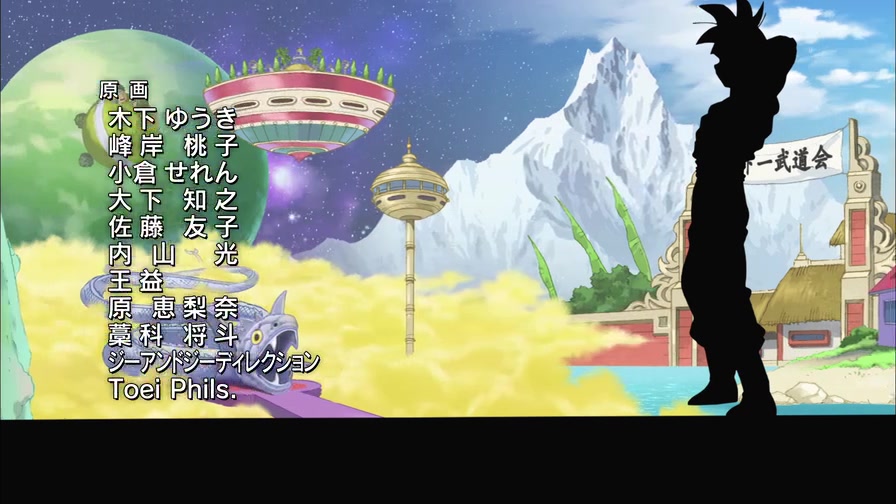 原画
木下 ゆうき
峰岸 桃子
小倉 せれん
大下 知之
佐藤 友子
内山 光
王益
原 恵梨奈
藁科 将斗
ジーアンドジーディレクション
Toei Phils.
一武道会